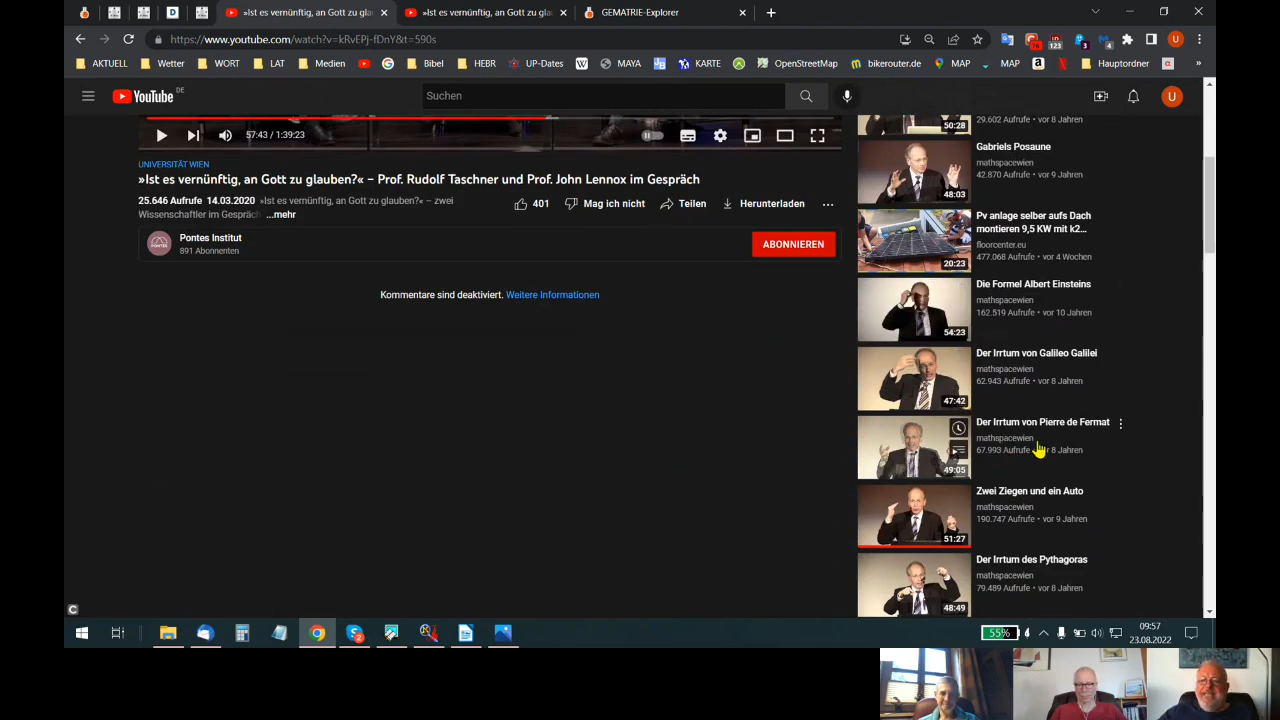 »Ist es vernünftig, an Gott zu gla
»Ist es vernünftig, an Gott zu gla
GEMATRIE-Explorer
https://www.youtube.com/watch?v=kRvEPj-fDnY&t=590s
AKTUELL
Wetter
WORT
LAT
Medien
Bibel
HEBR
UP-Dates
MAYA
KARTE
OpenStreetMap
bikerouter.de
MAP
MAP
Hauptordner
YouTube DE
Suchen
57:43 / 1:39:23
UNIVERSITÄT WIEN
»Ist es vernünftig, an Gott zu glauben?« – Prof. Rudolf Taschner und Prof. John Lennox im Gespräch
25.646 Aufrufe 14.03.2020 »Ist es vernünftig, an Gott zu glauben?« – zwei
Wissenschaftler im Gespräch ...mehr
401
Mag ich nicht
Teilen
Herunterladen
Pontes Institut
891 Abonnenten
ABONNIEREN
Kommentare sind deaktiviert. Weitere Informationen
29.602 Aufrufe • vor 8 Jahren
50:28
Gabriels Posaune
mathspacewien
42.870 Aufrufe • vor 9 Jahren
48:03
Pv anlage selber aufs Dach
montieren 9,5 KW mit k2...
floorcenter.eu
477.068 Aufrufe • vor 4 Wochen
20:23
Die Formel Albert Einsteins
mathspacewien
162.519 Aufrufe • vor 10 Jahren
54:23
Der Irrtum von Galileo Galilei
mathspacewien
62.943 Aufrufe • vor 8 Jahren
47:42
Der Irrtum von Pierre de Fermat
mathspacewien
67.993 Aufrufe 8 Jahren
49:05
Zwei Ziegen und ein Auto
mathspacewien
190.747 Aufrufe • vor 9 Jahren
51:27
Der Irrtum des Pythagoras
mathspacewien
79.489 Aufrufe • vor 8 Jahren
48:49
55%
09:57
23.08.2022